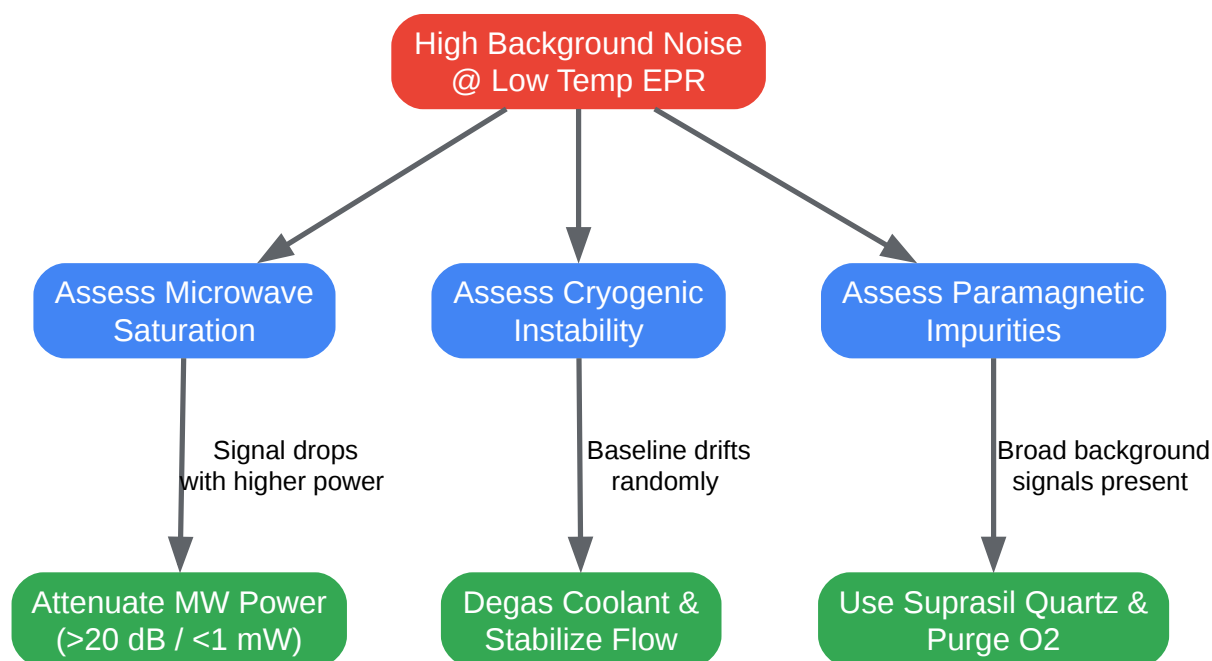 High Background Noise
@ Low Temp EPR
Assess Microwave
Saturation
Assess Cryogenic
Instability
Assess Paramagnetic
Impurities
Signal drops
with higher power
Baseline drifts
randomly
Broad background
signals present
Attenuate MW Power
(>20 dB / <1 mW)
Degas Coolant &
Stabilize Flow
Use Suprasil Quartz &
Purge O2